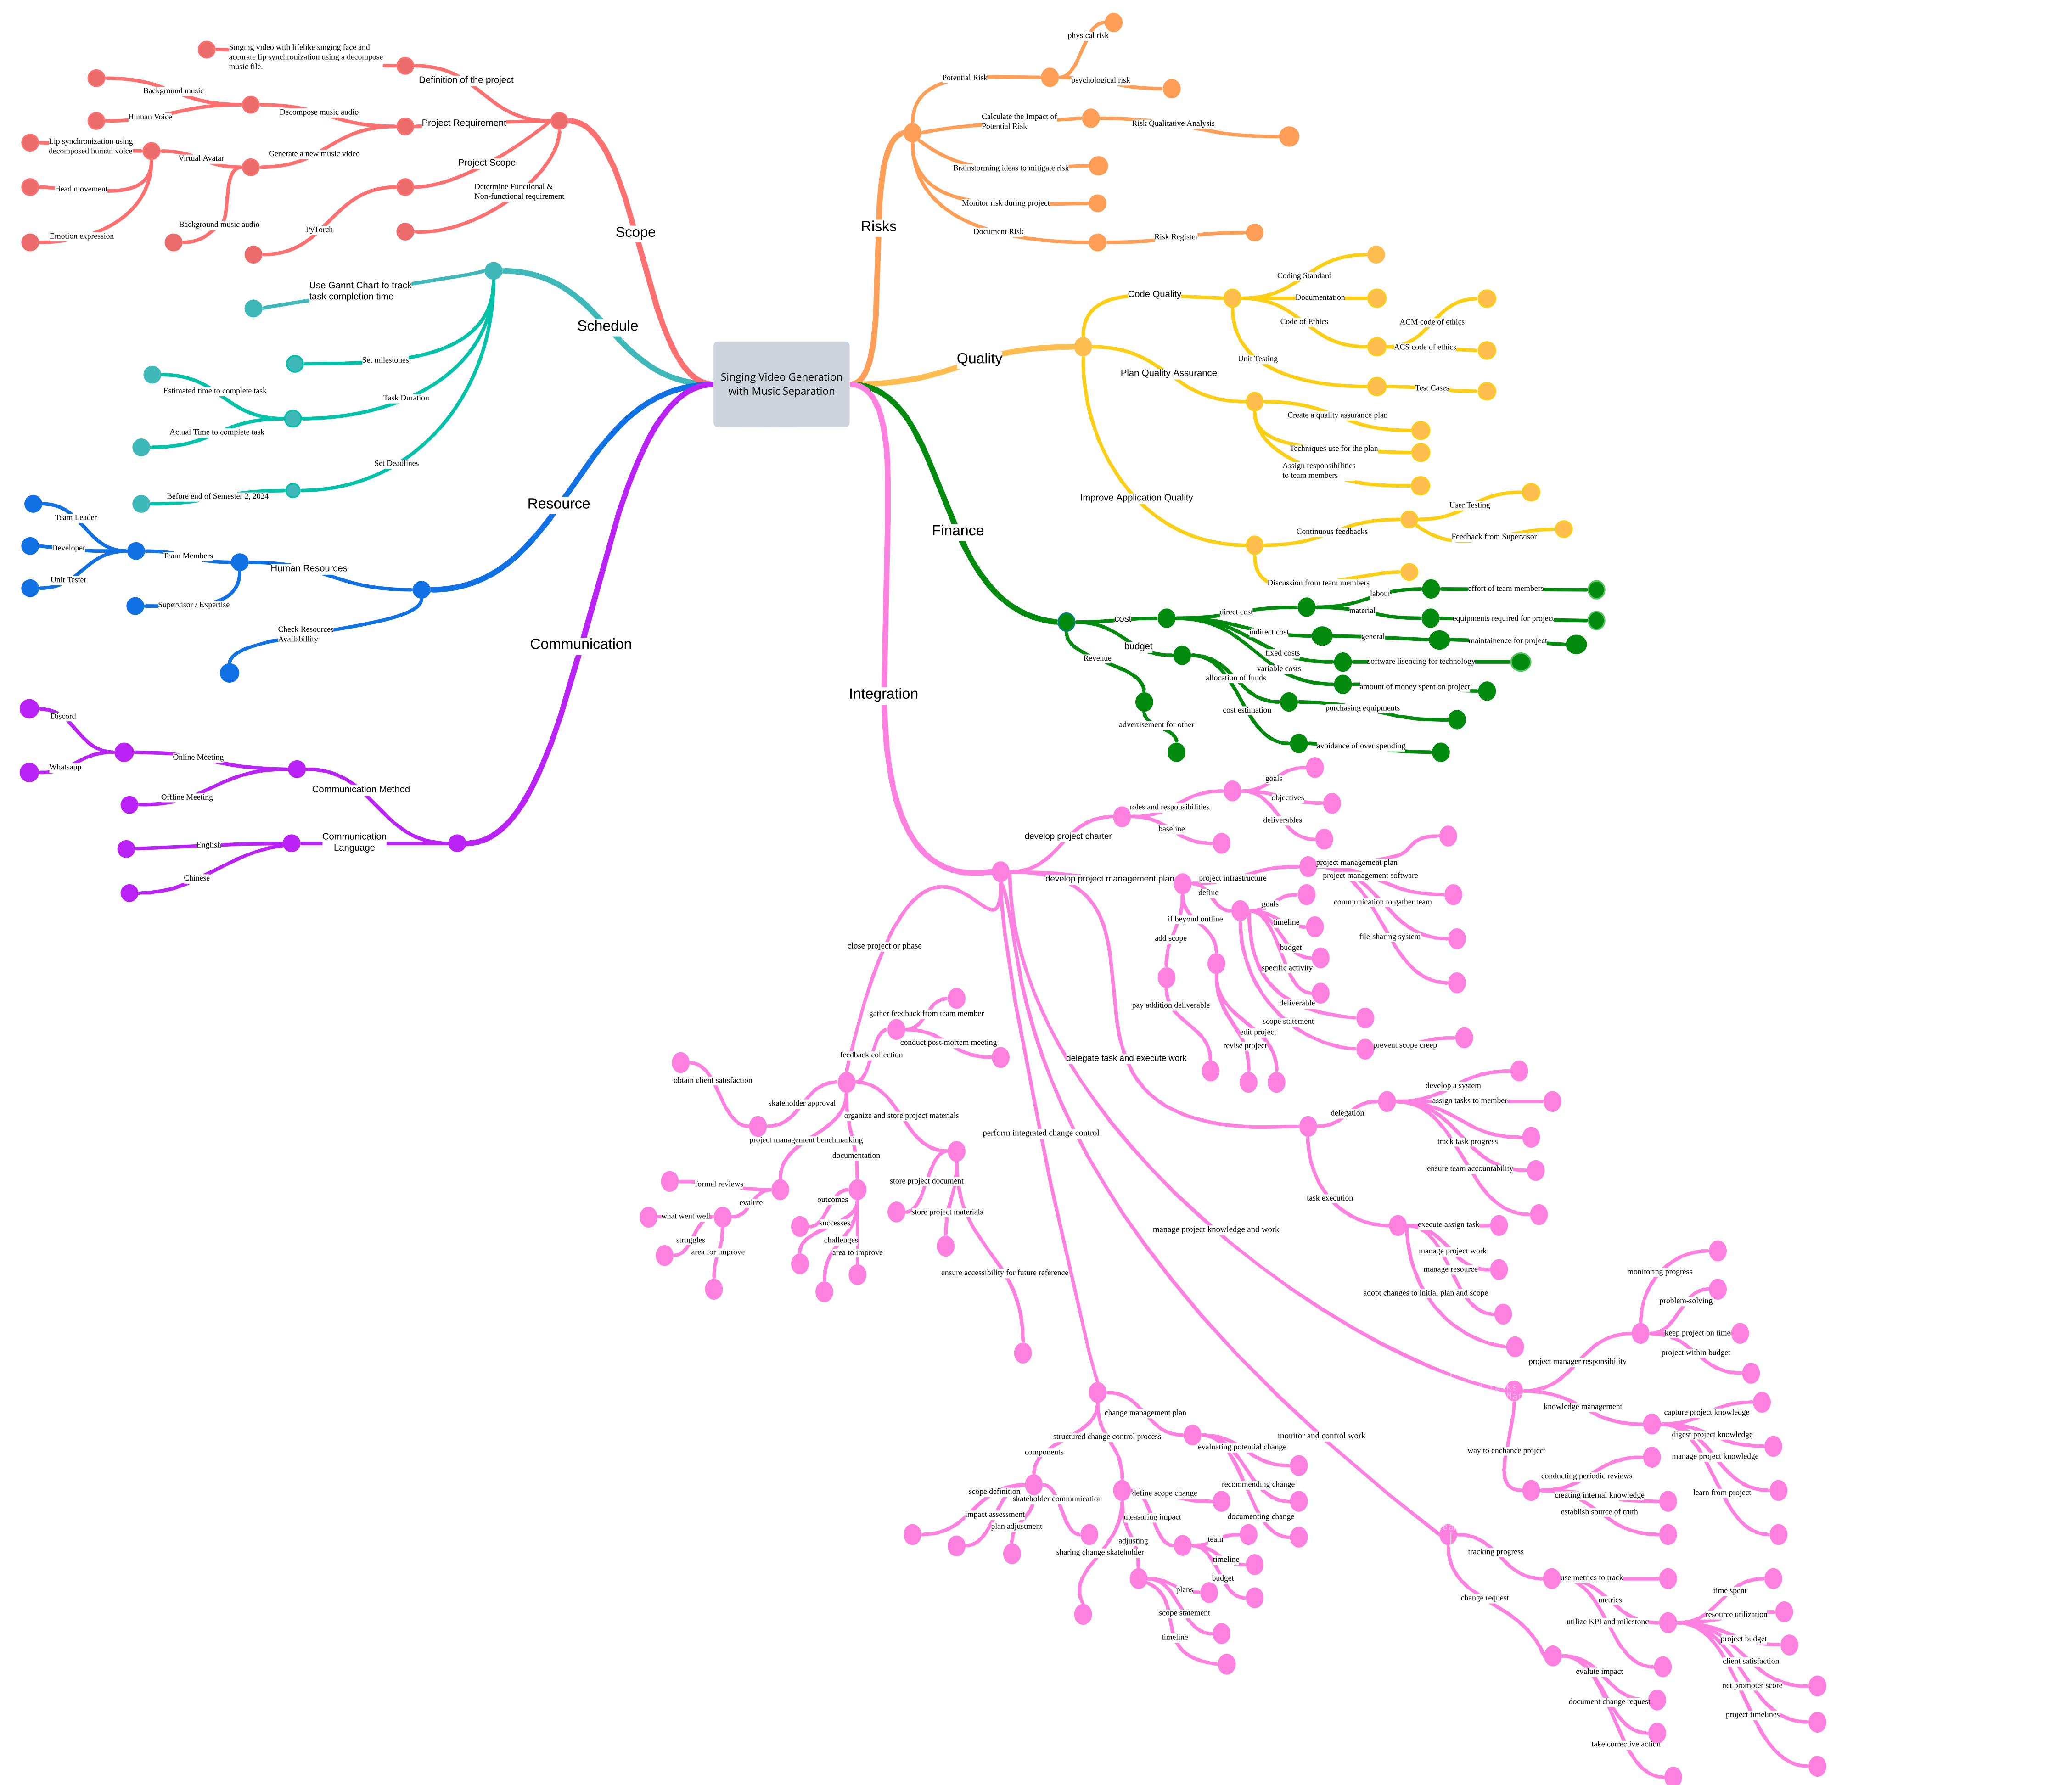 Singing Video Generation
with Music Separation
Scope
Definition of the project
Singing video with lifelike singing face and
accurate lip synchronization using a decompose
music file.
Project Requirement
Decompose music audio
Background music
Human Voice
Generate a new music video
Virtual Avatar
Lip synchronization using
decomposed human voice
Head movement
Emotion expression
Background music audio
Project Scope
PyTorch
Determine Functional &
Non-functional requirement
Schedule
Use Gannt Chart to track
task completion time
Set milestones
Task Duration
Estimated time to complete task
Actual Time to complete task
Set Deadlines
Before end of Semester 2, 2024
Resource
Human Resources
Team Members
Team Leader
Developer
Unit Tester
Supervisor / Expertise
Check Resources
Availabillity
Communication
Communication Method
Online Meeting
Discord
Whatsapp
Offline Meeting
Communication
Language
English
Chinese
Risks
Potential Risk
physical risk
psychological risk
Calculate the Impact of
Potential Risk
Risk Qualitative Analysis
Brainstorming ideas to mitigate risk
Monitor risk during project
Document Risk
Risk Register
Quality
Code Quality
Coding Standard
Documentation
Code of Ethics
ACM code of ethics
ACS code of ethics
Unit Testing
Test Cases
Plan Quality Assurance
Create a quality assurance plan
Techniques use for the plan
Assign responsibilities
to team members
Improve Application Quality
Continuous feedbacks
User Testing
Feedback from Supervisor
Discussion from team members
Finance
cost
direct cost
labour
effort of team members
material
equipments required for project
indirect cost
general
maintainence for project
fixed costs
software lisencing for technology
variable costs
amount of money spent on project
budget
allocation of funds
purchasing equipments
cost estimation
avoidance of over spending
Revenue
advertisement for other
Integration
develop project charter
roles and responsibilities
goals
objectives
deliverables
baseline
develop project management plan
project infrastructure
project management plan
project management software
communication to gather team
file-sharing system
define
goals
timeline
budget
specific activity
deliverable
scope statement
prevent scope creep
if beyond outline
edit project
revise project
add scope
pay addition deliverable
delegate task and execute work
delegation
develop a system
assign tasks to member
track task progress
ensure team accountability
task execution
execute assign task
manage project work
manage resource
adopt changes to initial plan and scope
manage project knowledge and work
project manager responsibility
monitoring progress
problem-solving
keep project on time
project within budget
knowledge management
capture project knowledge
digest project knowledge
manage project knowledge
learn from project
way to enchance project
conducting periodic reviews
creating internal knowledge
establish source of truth
monitor and control work
tracking progress
use metrics to track
metrics
time spent
resource utilization
project budget
client satisfaction
net promoter score
project timelines
utilize KPI and milestone
change request
evalute impact
document change request
take corrective action
perform integrated change control
change management plan
evaluating potential change
recommending change
documenting change
structured change control process
define scope change
measuring impact
team
timeline
budget
adjusting
plans
scope statement
timeline
sharing change skateholder
components
scope definition
impact assessment
plan adjustment
skateholder communication
close project or phase
feedback collection
gather feedback from team member
conduct post-mortem meeting
skateholder approval
obtain client satisfaction
organize and store project materials
store project document
store project materials
ensure accessibility for future reference
project management benchmarking
formal reviews
evalute
what went well
struggles
area for improve
documentation
outcomes
successes
challenges
area to improve